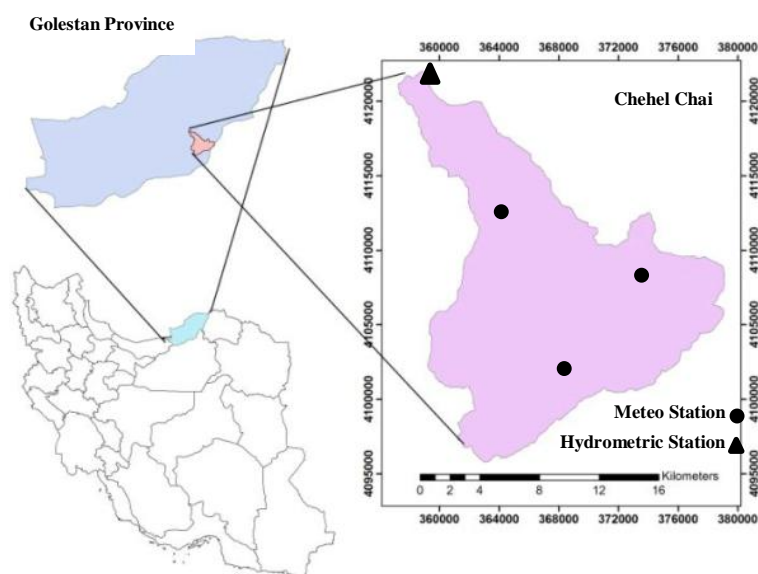 Golestan Province
360000 364000 368000 372000 376000 380000
Chehel Chai
4120000
4115000
4110000
4105000
4100000
4095000
4120000
4115000
4110000
4105000
4100000
4095000
Meteo Station
Hydrometric Station
Kilometers
0 1 2 4 8 12 16
360000 364000 368000 372000 376000 380000